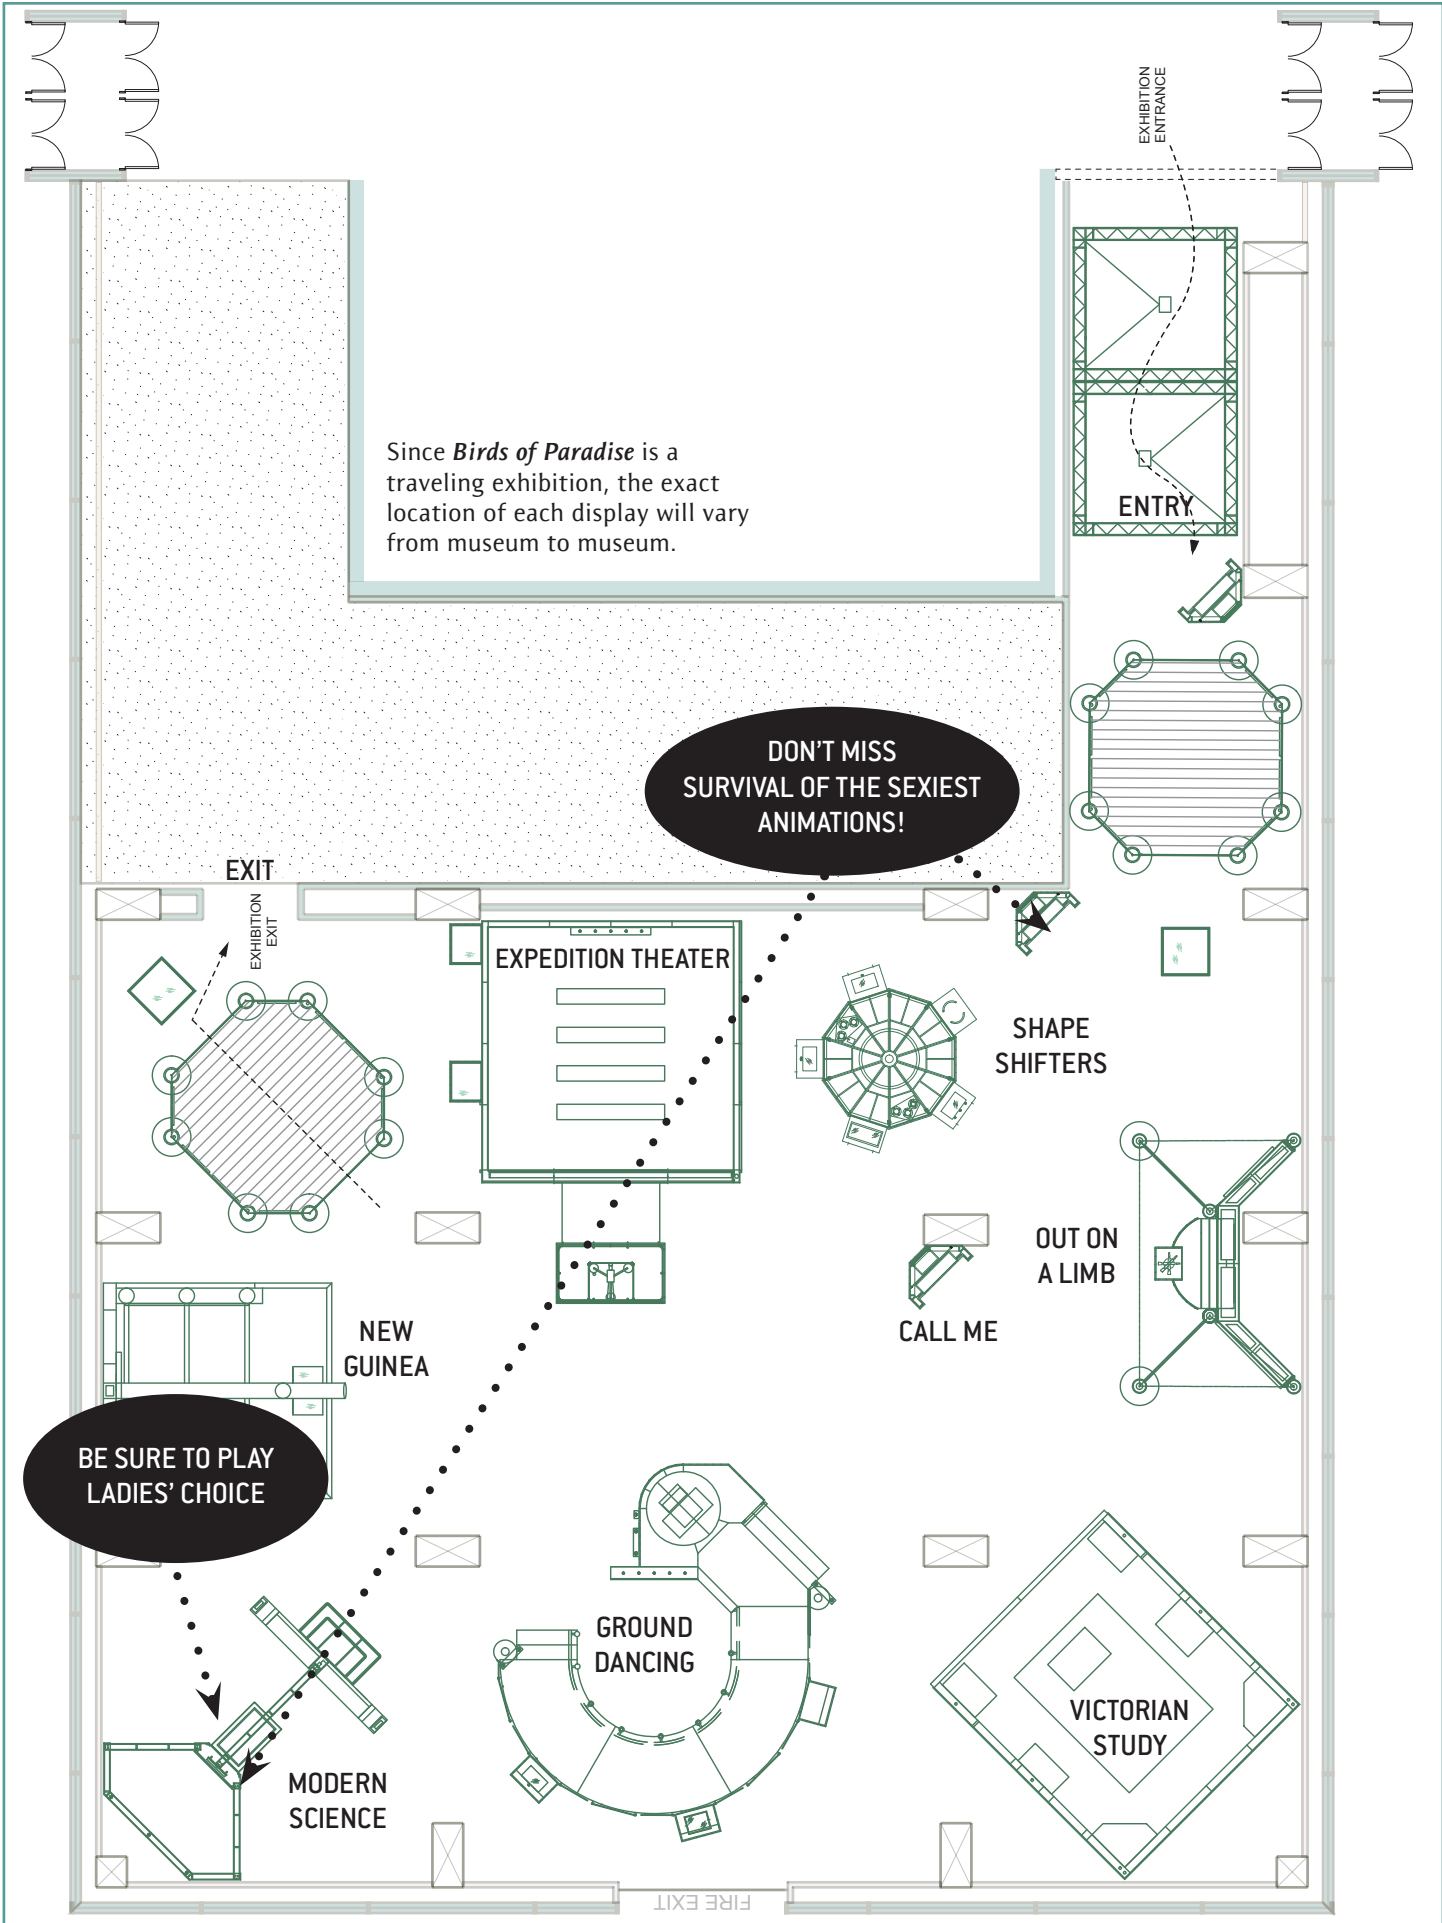 EXHIBITION
ENTRANCE
Since Birds of Paradise is a
traveling exhibition, the exact
location of each display will vary
from museum to museum.
ENTRY
DON'T MISS
SURVIVAL OF THE SEXIEST
ANIMATIONS!
EXIT
EXHIBITION
EXIT
EXPEDITION THEATER
SHAPE
SHIFTERS
OUT ON
A LIMB
CALL ME
NEW
GUINEA
BE SURE TO PLAY
LADIES' CHOICE
GROUND
DANCING
VICTORIAN
STUDY
MODERN
SCIENCE
FIRE EXIT